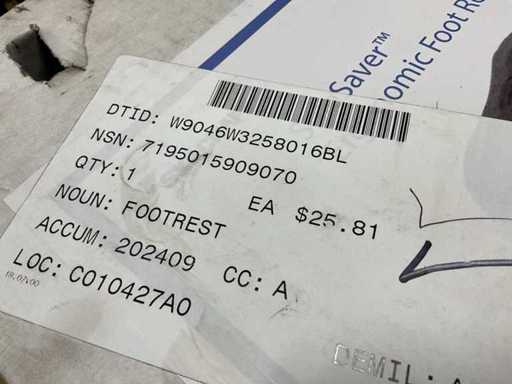 Saver™
omic Foot R
DTID: W9046W3258016BL
NSN: 7195015909070
QTY: 1 EA $25.81
NOUN: FOOTREST
ACCUM: 202409 CC: A
LOC: C010427A0
DEMIL: A